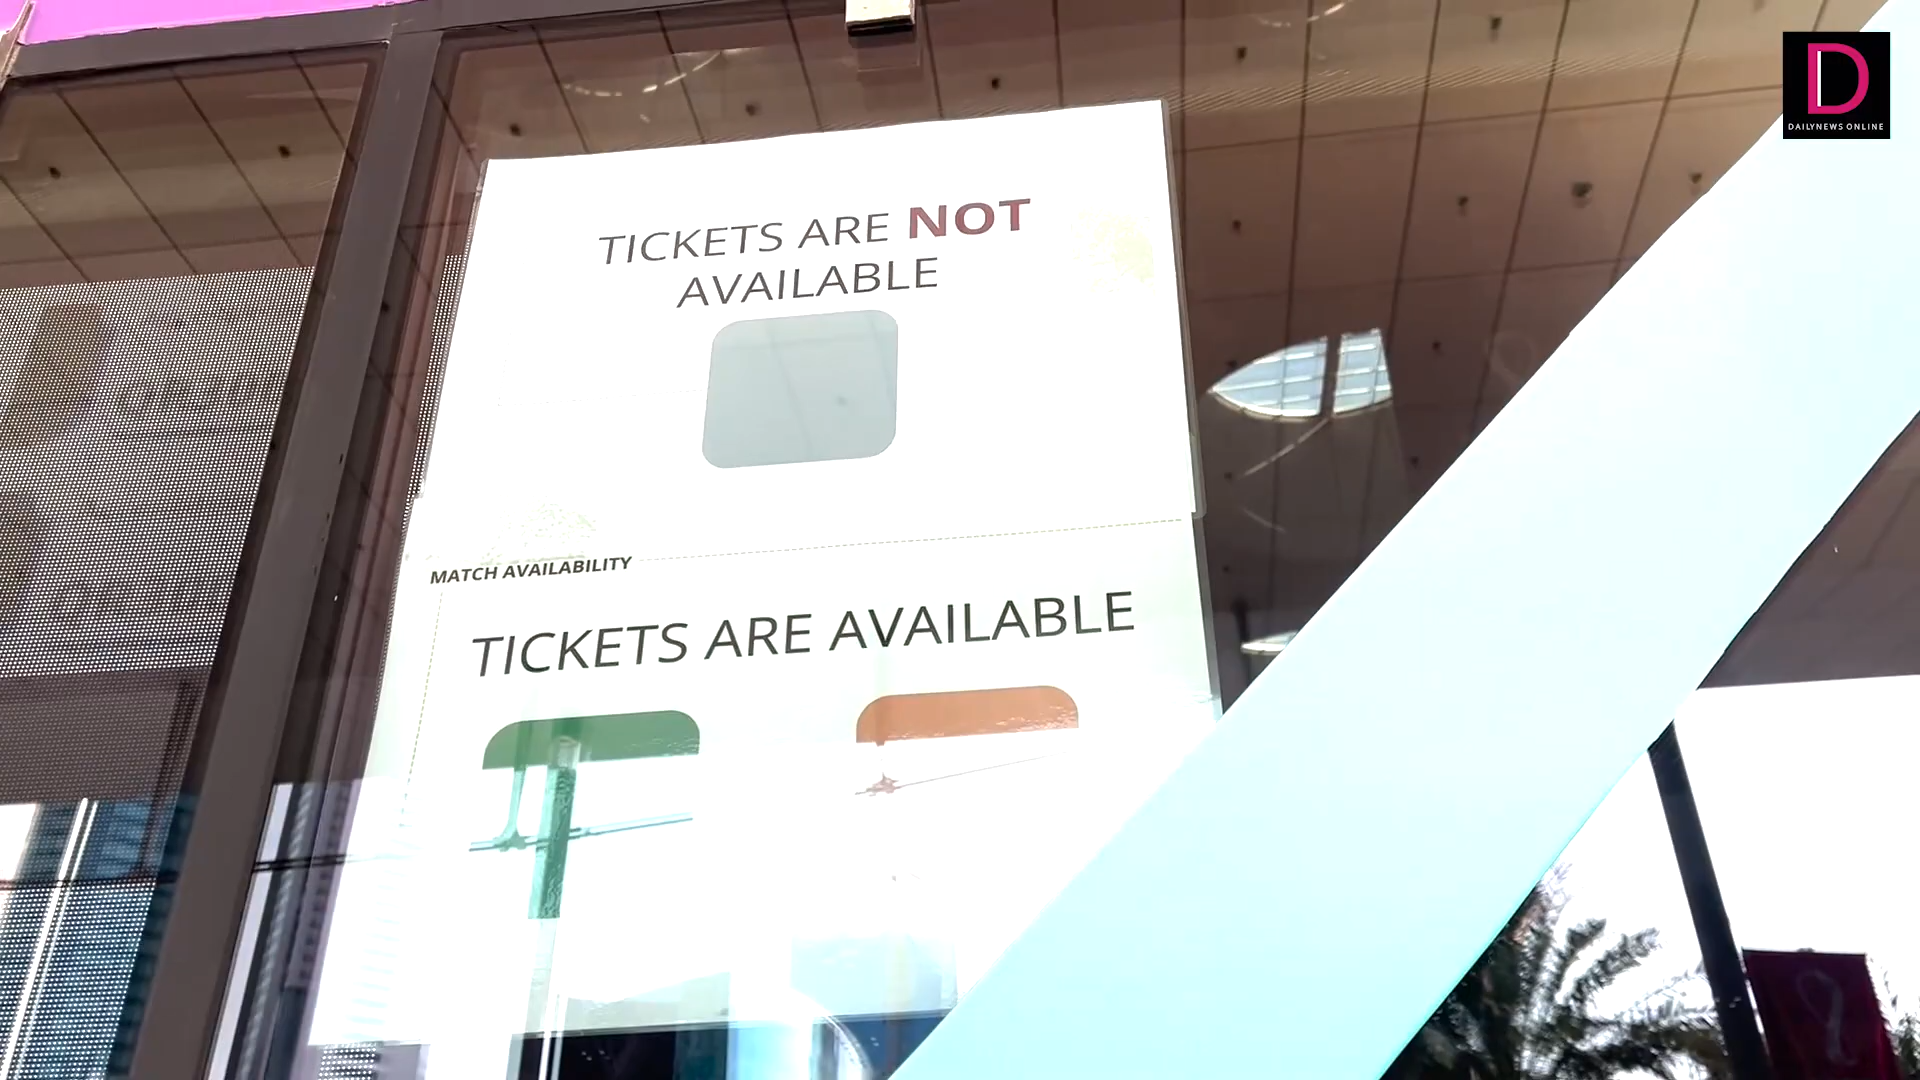 TICKETS ARE NOT
AVAILABLE
MATCH AVAILABILITY
TICKETS ARE AVAILABLE
D
DAILYNEWS ONLINE